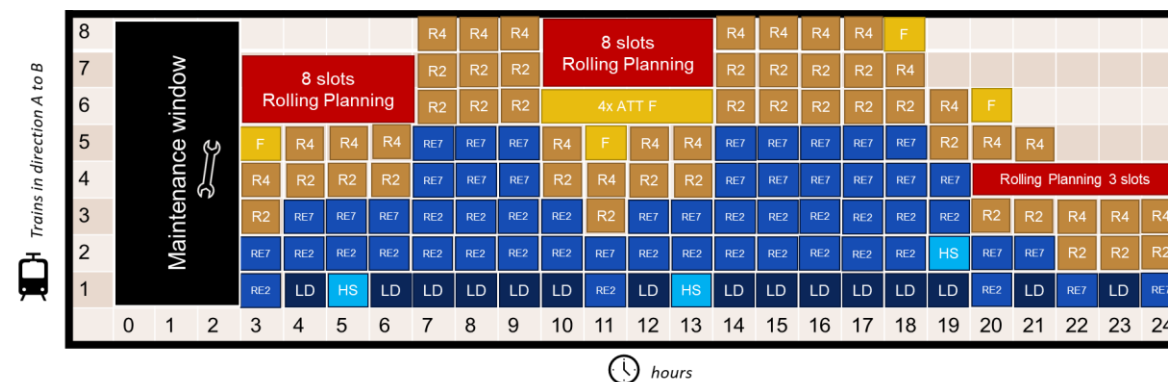 Trains in direction A to B
Maintenance window
8 R4 R4 R4 8 slots R4 R4 R4 R4 F
Rolling Planning
7 8 slots R2 R2 R2 R2 R2 R2 R2 R4
Rolling Planning
6 R2 R2 R2 4x ATT F R2 R2 R2 R2 R2 R4 F
5 F R4 R4 R4 RE7 RE7 RE7 R4 F R4 R4 RE7 RE7 RE7 RE7 RE7 R2 R4 R4
4 R4 R2 R2 R2 RE7 RE7 RE7 R2 R4 R2 R2 RE7 RE7 RE7 RE7 RE7 RE7 Rolling Planning 3 slots
3 R2 RE7 RE7 RE7 RE2 RE2 RE2 RE2 R2 RE7 RE7 RE2 RE2 RE2 RE2 RE2 RE2 R2 R2 R4 R4 R4
2 RE7 RE2 RE2 RE2 RE2 RE2 RE2 RE2 RE7 RE2 RE2 RE2 RE2 RE2 RE2 RE2 HS RE7 RE7 R2 R2 R2
1 RE2 LD HS LD LD LD LD LD RE2 LD HS LD LD LD LD LD LD RE2 LD RE7 LD RE7
0 1 2 3 4 5 6 7 8 9 10 11 12 13 14 15 16 17 18 19 20 21 22 23 24
hours